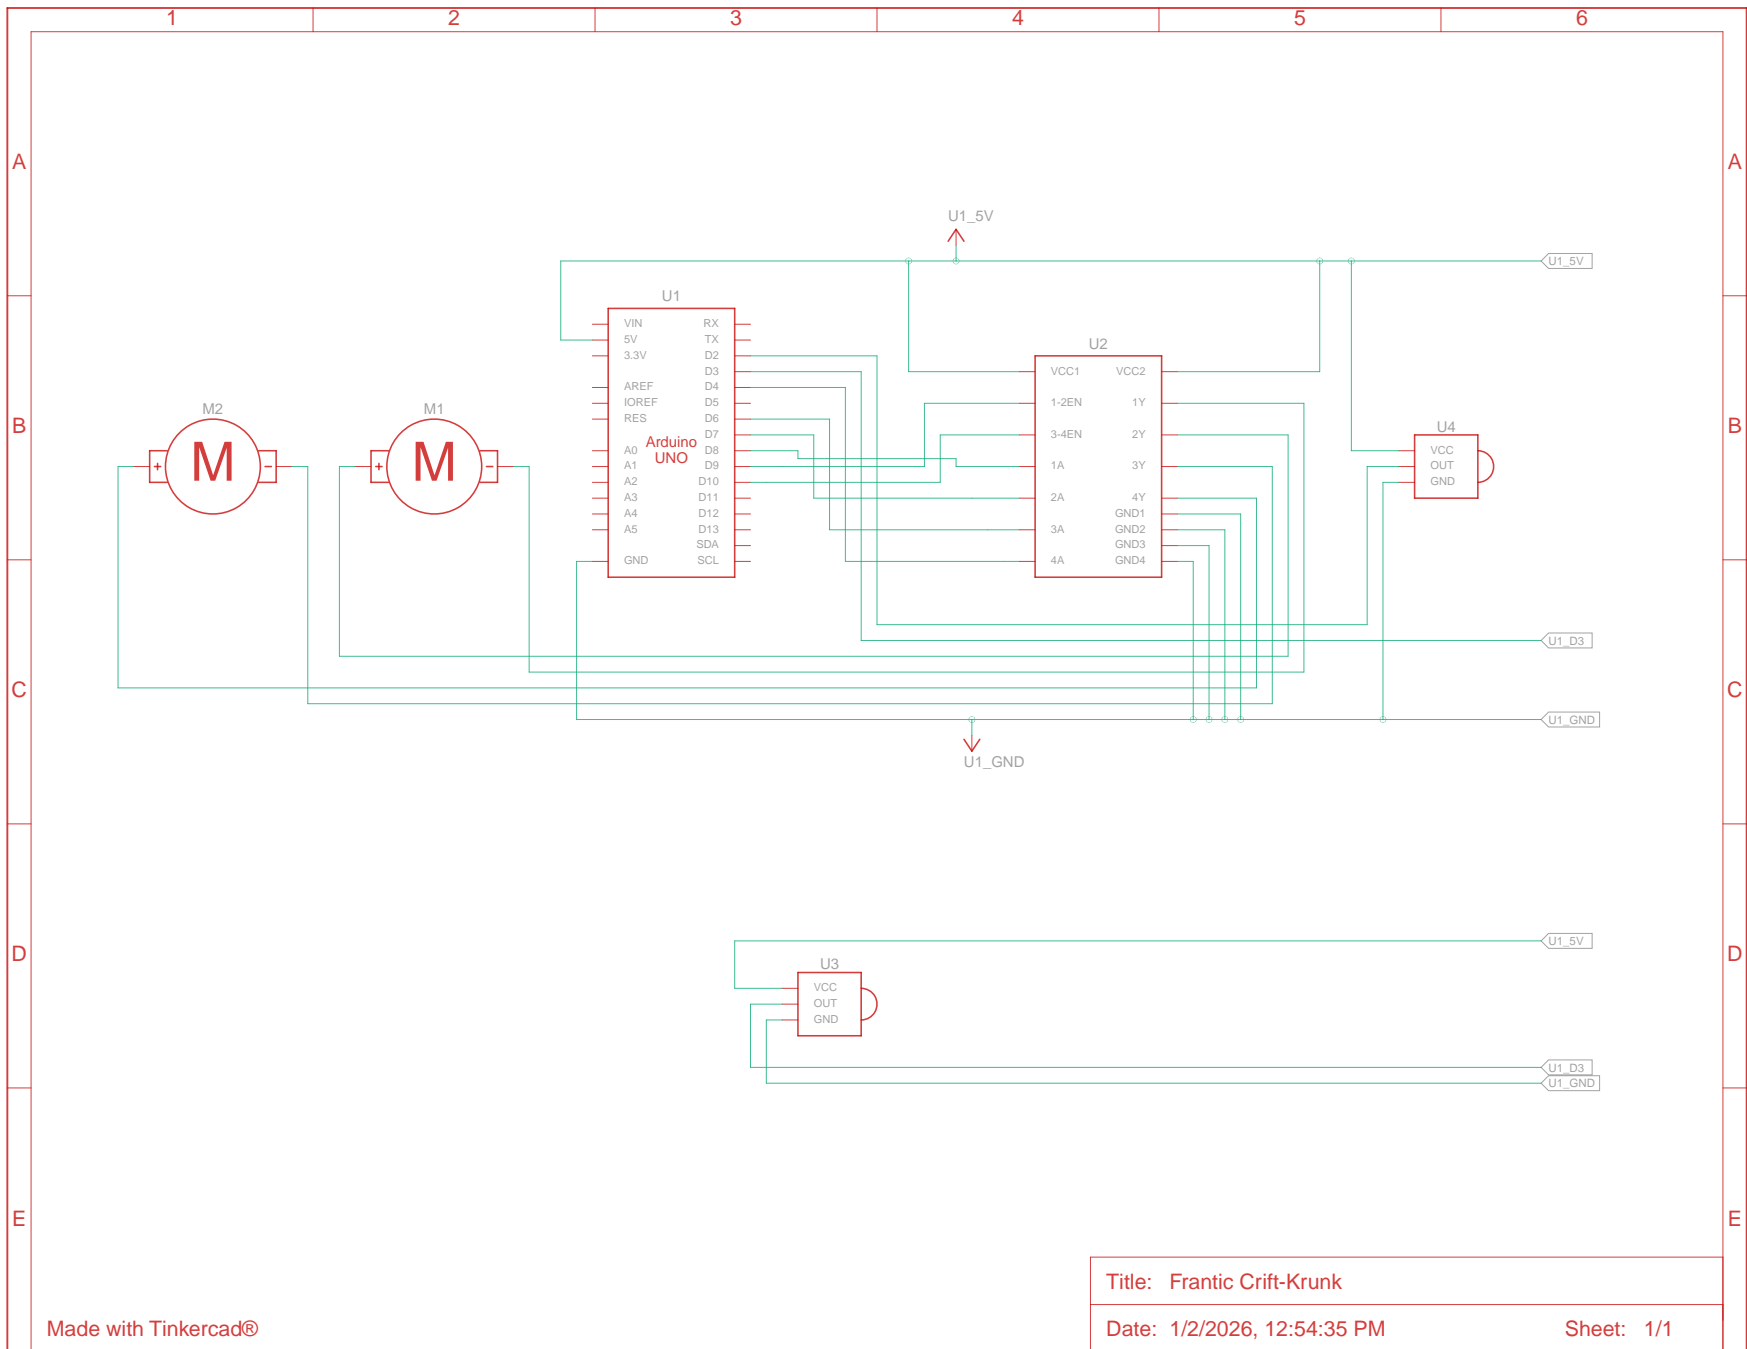 1 2 3 4 5 6
A A
U1_5V
U1_5V
B B
U1
VIN RX
5V TX
3.3V D2
D3
AREF D4
IOREF D5
RES D6
D7
A0 D8
A1 D9
A2 D10
A3 D11
A4 D12
A5 D13
SDA
GND SCL
Arduino
UNO
U2
VCC1 VCC2
1-2EN 1Y
3-4EN 2Y
1A 3Y
2A 4Y
GND1
3A GND2
GND3
4A GND4
M2 M1
+ M - + M -
U4
VCC
OUT
GND
C C
U1_D3
U1_GND
U1_GND
D D
U1_5V
U3
VCC
OUT
GND
U1_D3
U1_GND
E E
Title: Frantic Crift-Krunk
Made with Tinkercad®
Date: 1/2/2026, 12:54:35 PM Sheet: 1/1